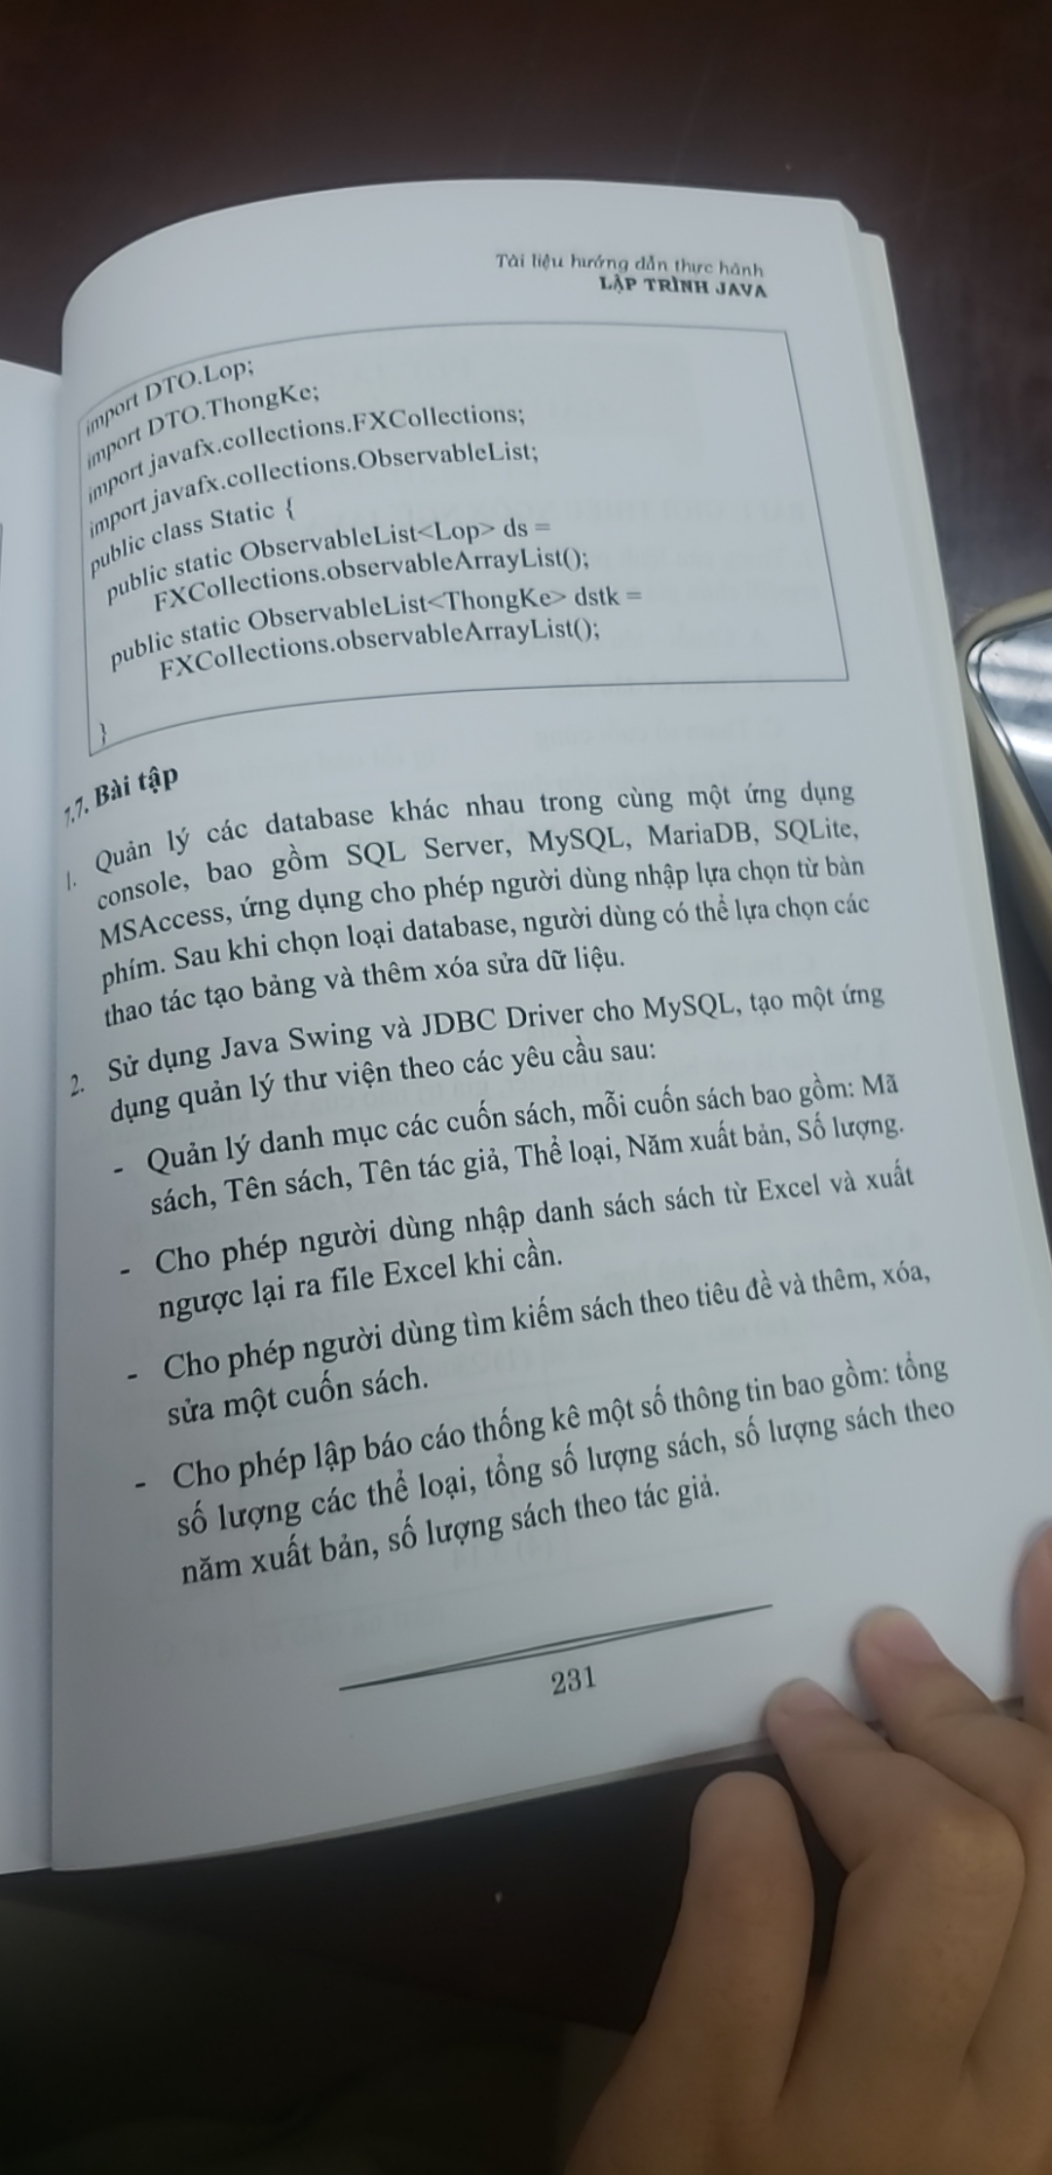 Tài liệu hướng dẫn thực hành
LẬP TRÌNH JAVA
import DTO.Lop;
import DTO.ThongKe;
import javafx.collections.FXCollections;
import javafx.collections.ObservableList;
public class Static {
public static ObservableList<Lop> ds =
FXCollections.observableArrayList();
public static ObservableList<ThongKe> dstk =
FXCollections.observableArrayList();
}
7.7. Bài tập
1. Quản lý các database khác nhau trong cùng một ứng dụng
console, bao gồm SQL Server, MySQL, MariaDB, SQLite,
MSAccess, ứng dụng cho phép người dùng nhập lựa chọn từ bàn
phím. Sau khi chọn loại database, người dùng có thể lựa chọn các
thao tác tạo bảng và thêm xóa sửa dữ liệu.
2. Sử dụng Java Swing và JDBC Driver cho MySQL, tạo một ứng
dụng quản lý thư viện theo các yêu cầu sau:
- Quản lý danh mục các cuốn sách, mỗi cuốn sách bao gồm: Mã
sách, Tên sách, Tên tác giả, Thể loại, Năm xuất bản, Số lượng.
- Cho phép người dùng nhập danh sách sách từ Excel và xuất
ngược lại ra file Excel khi cần.
- Cho phép người dùng tìm kiếm sách theo tiêu đề và thêm, xóa,
sửa một cuốn sách.
- Cho phép lập báo cáo thống kê một số thông tin bao gồm: tổng
số lượng các thể loại, tổng số lượng sách, số lượng sách theo
năm xuất bản, số lượng sách theo tác giả.
231